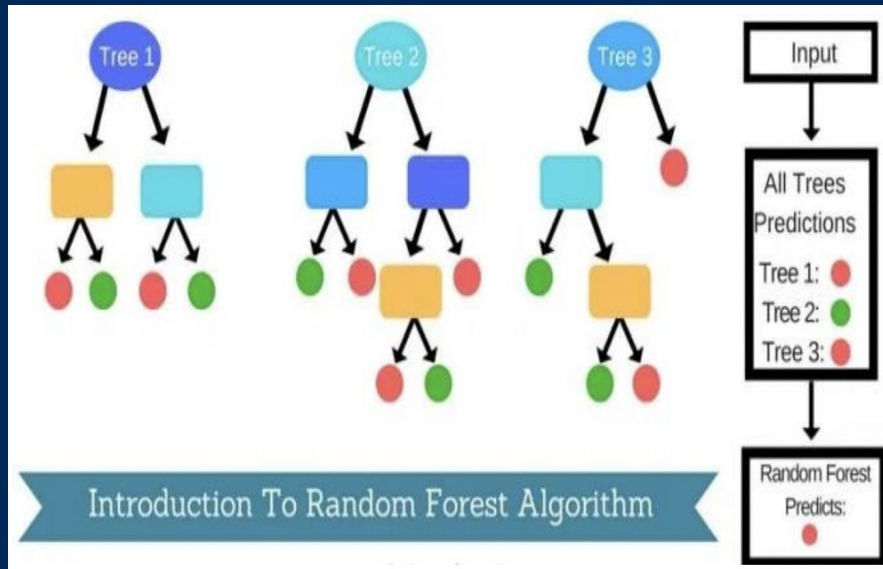 Tree 1
Tree 2
Tree 3
Input
All Trees
Predictions
Tree 1:
Tree 2:
Tree 3:
Random Forest
Predicts:
Introduction To Random Forest Algorithm